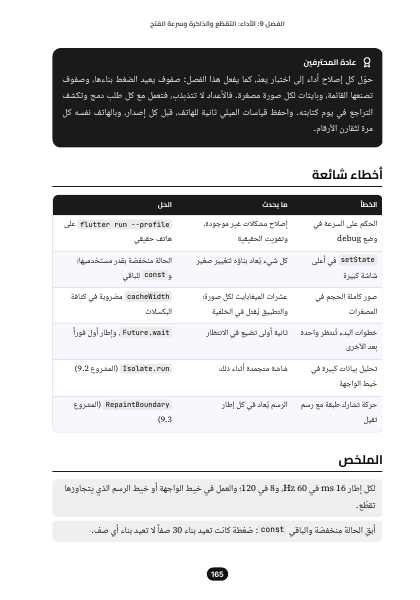 الفصل 9: الأداء: التقطّع والذاكرة وسرعة الفتح
عادة المحترفين
حوّل كل إصلاح أداء إلى اختبار يعدّ، كما يفعل هذا الفصل: صفوف يعيد الضغط بناءها، وصفوف
تصنعها القائمة، وبايتات لكل صورة مصغرة. فالأعداد لا تتذبذب، فتعمل مع كل طلب دمج وتكشف
التراجع في يوم كتابته. واحفظ قياسات الميلي ثانية للهاتف، قبل كل إصدار، وبالهاتف نفسه كل
مرة لتُقارن الأرقام.
أخطاء شائعة
الخطأ ما يحدث الحل
الحكم على السرعة في إصلاح مشكلات غير موجودة، flutter run --profile على
وضع debug وتفويت الحقيقية هاتف حقيقي
setState في أعلى كل شيء يُعاد بناؤه لتغيير صغير الحالة منخفضة بقدر مستخدميها؛
شاشة كبيرة و const للباقي
صور كاملة الحجم في عشرات الميغابايت لكل صورة؛ cacheWidth مضروبة في كثافة
المصغرات والتطبيق يُقتل في الخلفية البكسلات
خطوات البدء تُنتظر واحدة ثانية أولى تضيع في الانتظار Future.wait، وإطار أول فوراً
بعد الأخرى
تحليل بيانات كبيرة في شاشة متجمدة أثناء ذلك Isolate.run (المشروع 9.2)
خيط الواجهة
حركة تشارك طبقة مع رسم الرسم يُعاد في كل إطار RepaintBoundary (المشروع
ثقيل 9.3)
الملخص
لكل إطار 16 ms في 60 Hz، و8 في 120؛ والعمل في خيط الواجهة أو خيط الرسم الذي يتجاوزها
تقطّع.
أبقِ الحالة منخفضة والباقي const : ضغطة كانت تعيد بناء 30 صفاً لا تعيد بناء أي صف.
165